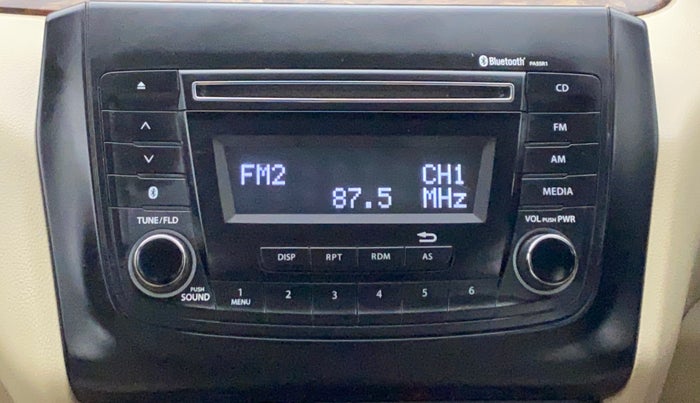 Bluetooth PA55R1
CD
FM
AM
MEDIA
FM2 CH1
87.5 MHz
TUNE/FLD
VOL PUSH PWR
DISP RPT RDM AS
PUSH
SOUND
1 2 3 4 5 6
MENU